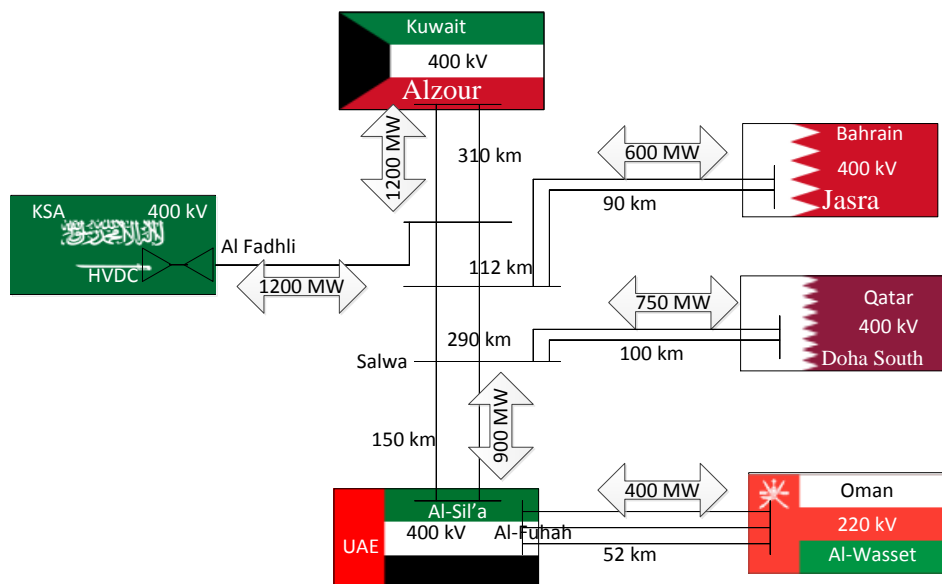 Kuwait
400 kV
Alzour
1200 MW
310 km
600 MW
90 km
Bahrain
400 kV
Jasra
KSA
400 kV
HVDC
Al Fadhli
1200 MW
112 km
750 MW
100 km
Qatar
400 kV
Doha South
290 km
Salwa
150 km
900 MW
Al-Sil’a
UAE
400 kV
Al-Fuhah
400 MW
52 km
Oman
220 kV
Al-Wasset